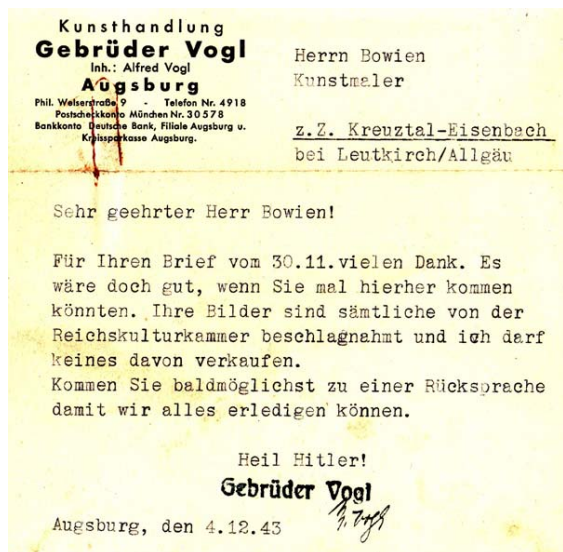 Kunsthandlung
Gebrüder Vogl
Inh.: Alfred Vogl
Augsburg
Phil. Welserstraße 9 - Telefon Nr. 4918
Postscheckkonto München Nr. 30578
Bankkonto Deutsche Bank, Filiale Augsburg u.
Kreissparkasse Augsburg.
Herrn Bowien
Kunstmaler
z.Z. Kreuztal-Eisenbach
bei Leutkirch/Allgäu
Sehr geehrter Herr Bowien!
Für Ihren Brief vom 30.11.vielen Dank. Es
wäre doch gut, wenn Sie mal hierher kommen
könnten. Ihre Bilder sind sämtliche von der
Reichskulturkammer beschlagnahmt und ich darf
keines davon verkaufen.
Kommen Sie baldmöglichst zu einer Rücksprache
damit wir alles erledigen können.
Heil Hitler!
Gebrüder Vogl
Augsburg, den 4.12.43